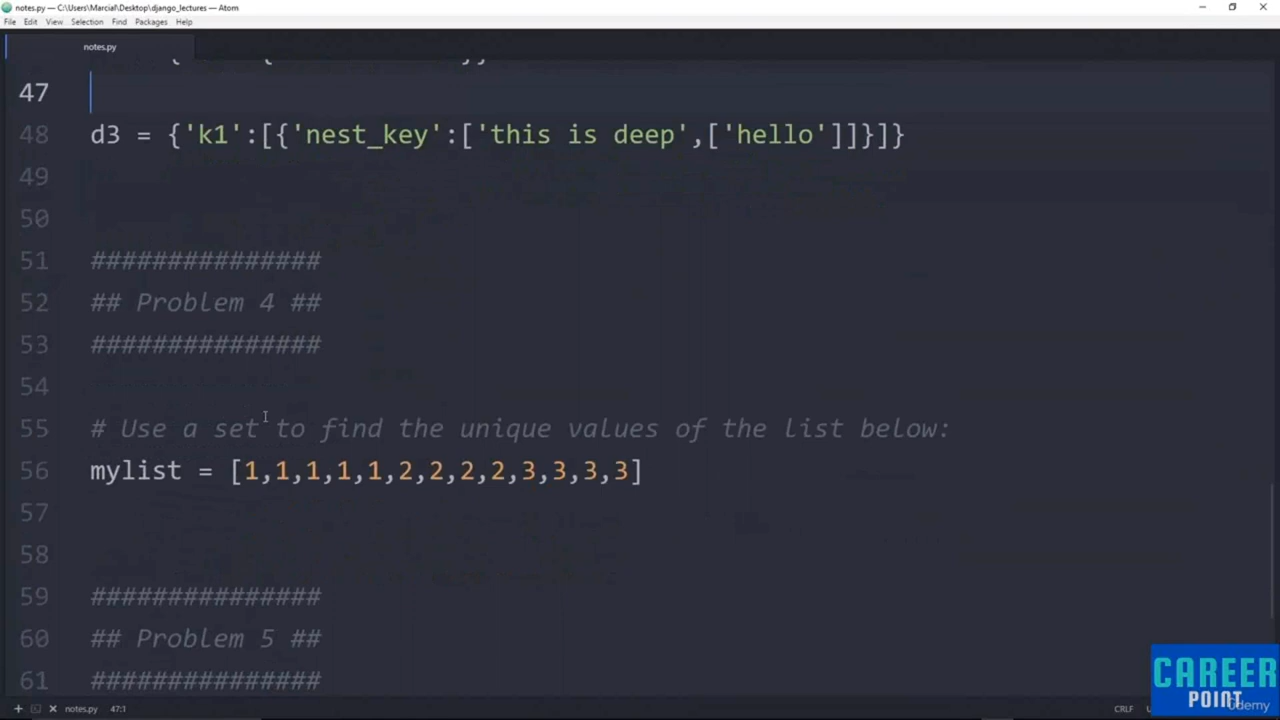 notes.py — C:\Users\Marcial\Desktop\django_lectures — Atom
File Edit View Selection Find Packages Help
notes.py
47
48 d3 = {'k1':[{'nest_key':['this is deep',['hello']]}]}
49
50
51 ###############
52 ## Problem 4 ##
53 ###############
54
55 # Use a set to find the unique values of the list below:
56 mylist = [1,1,1,1,1,2,2,2,2,3,3,3,3]
57
58
59 ###############
60 ## Problem 5 ##
61 ###############
CAREER
POINT
notes.py 47:1 CRLF